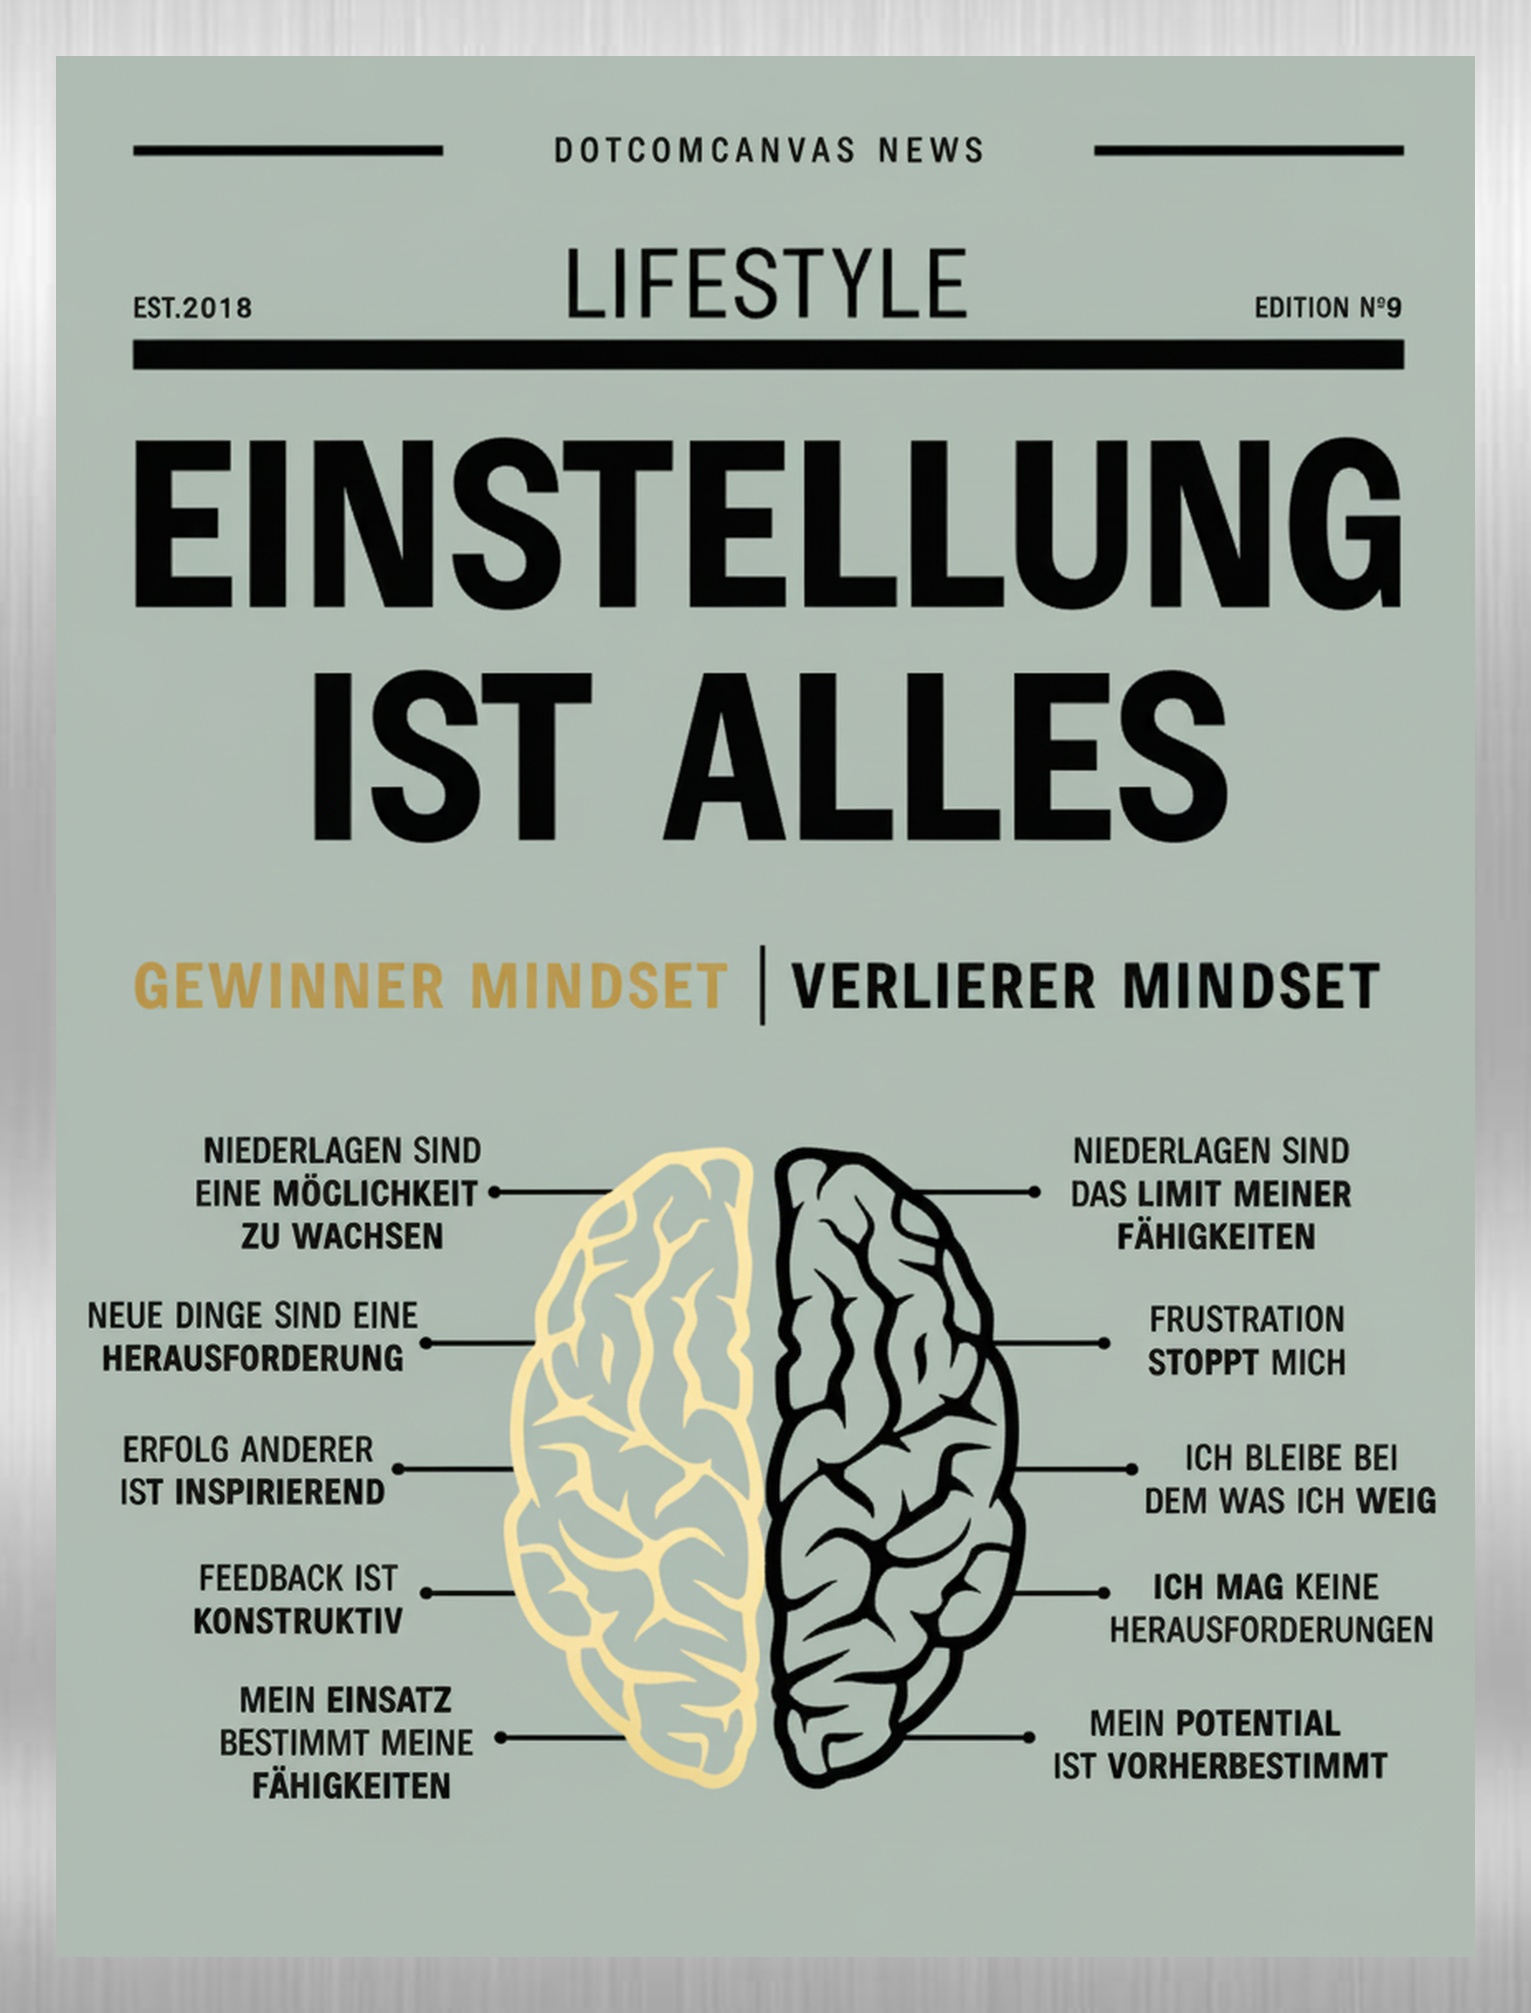 DOTCOMCANVAS NEWS
LIFESTYLE
EST.2018
EDITION Nº9
EINSTELLUNG
IST ALLES
GEWINNER MINDSET
VERLIERER MINDSET
NIEDERLAGEN SIND
EINE MÖCLICHKEIT
ZU WACHSEN
NEUE DINGE SIND EINE
HERAUSFORDERUNG
ERFOLG ANDERER
IST INSPIRIEREND
FEEDBACK IST
KONSTRUKTIV
MEIN EINSATZ
BESTIMMT MEINE
FÄHIGKEITEN
NIEDERLAGEN SIND
DAS LIMIT MEINER
FÄHIGKEITEN
FRUSTRATION
STOPPT MICH
ICH BLEIBE BEI
DEM WAS ICH WEIG
ICH MAG KEINE
HERAUSFORDERUNGEN
MEIN POTENTIAL
IST VORHERBESTIMMT